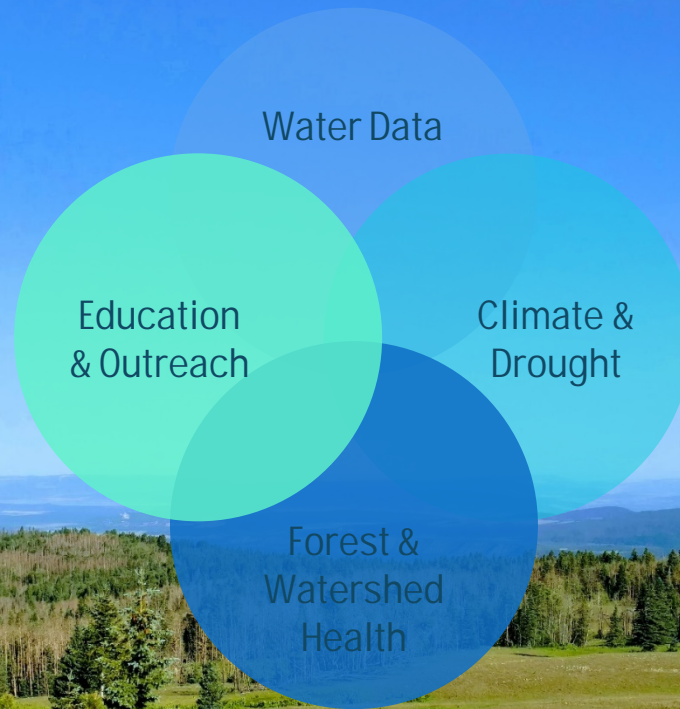 Water Data
Education
& Outreach
Climate &
Drought
Forest &
Watershed
Health